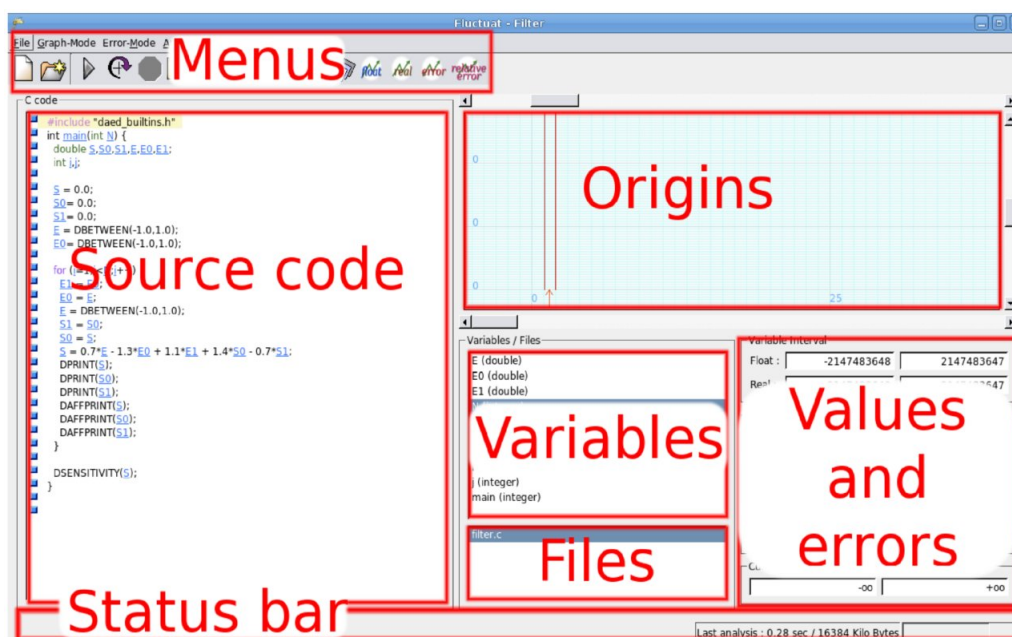 Fluctuat - Filter
File Graph-Mode Error-Mode A
Menus
float real error relative error
C code
#include "daed_builtins.h"
int main(int N) {
double S,S0,S1,E,E0,E1;
int i,j;
S = 0.0;
S0= 0.0;
S1= 0.0;
E = DBETWEEN(-1.0,1.0);
E0= DBETWEEN(-1.0,1.0);
for (i=1
E1
E0 = E;
E = DBETWEEN(-1.0,1.0);
S1 = S0;
S0 = S;
S = 0.7*E - 1.3*E0 + 1.1*E1 + 1.4*S0 - 0.7*S1;
DPRINT(S);
DPRINT(S0);
DPRINT(S1);
DAFFPRINT(S);
DAFFPRINT(S0);
DAFFPRINT(S1);
}
DSENSITIVITY(S);
}
Source code
0
0
0
0 25
Origins
Variables / Files
E (double)
E0 (double)
E1 (double)
Variables
j (integer)
main (integer)
filter.c
Files
Variable Interval
Float : -2147483648 2147483647
Real 647
Values
and
errors
-oo +oo
Status bar
Last analysis : 0.28 sec / 16384 Kilo Bytes